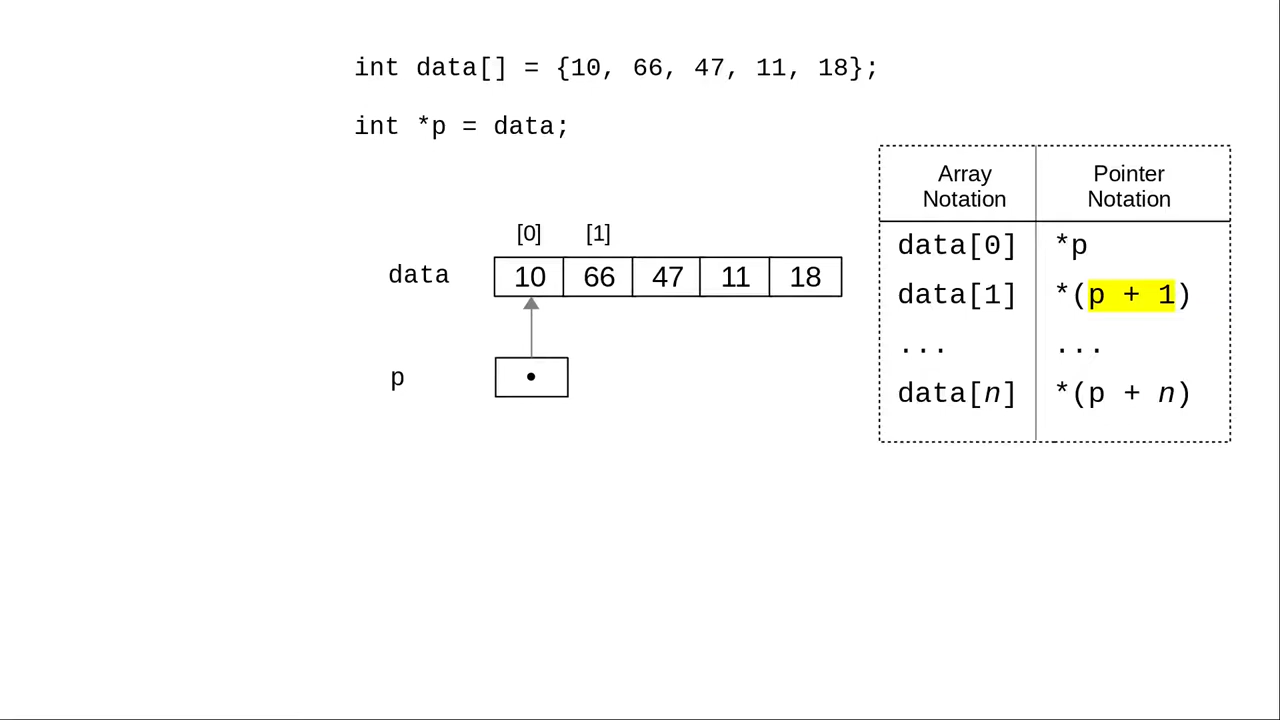 int data[] = {10, 66, 47, 11, 18};
int *p = data;
Array Notation Pointer Notation
data[0] *p
data[1] *(p + 1)
... ...
data[n] *(p + n)
[0] [1]
data 10 66 47 11 18
p